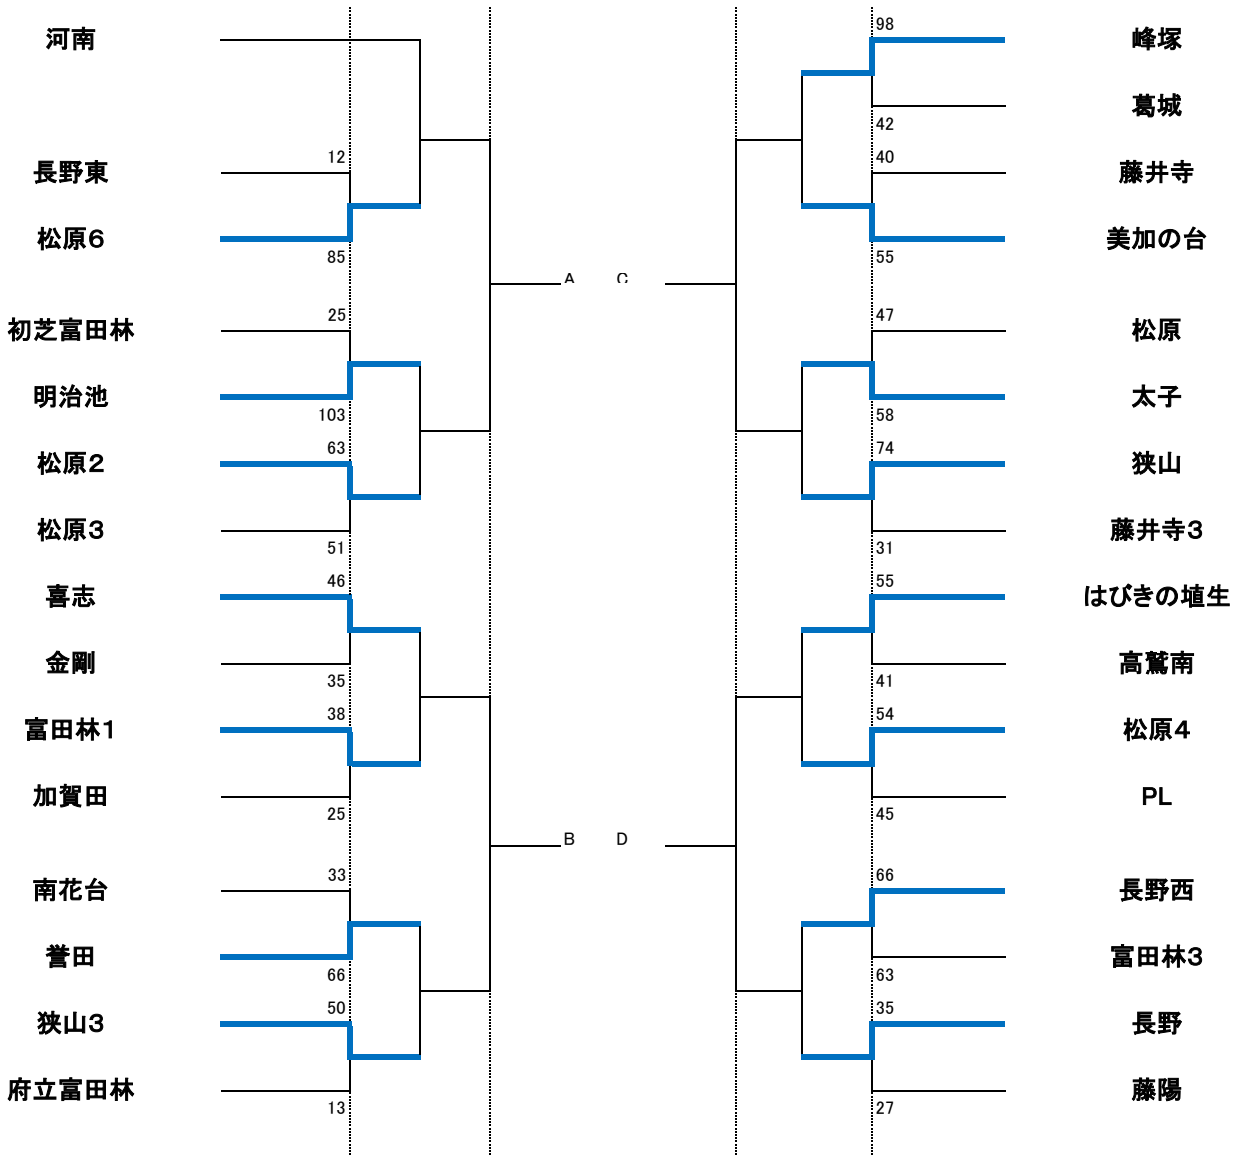 河南
12
長野東
松原6
85
25
初芝富田林
明治池
103
63
松原2
松原3
51
46
喜志
金剛
35
38
富田林1
加賀田
25
33
南花台
誉田
66
50
狭山3
府立富田林
13
A
B
C
D
98
峰塚
葛城
42
40
藤井寺
美加の台
55
47
松原
太子
58
74
狭山
藤井寺3
31
55
はびきの埴生
高鷲南
41
54
松原4
PL
45
66
長野西
富田林3
63
35
長野
藤陽
27